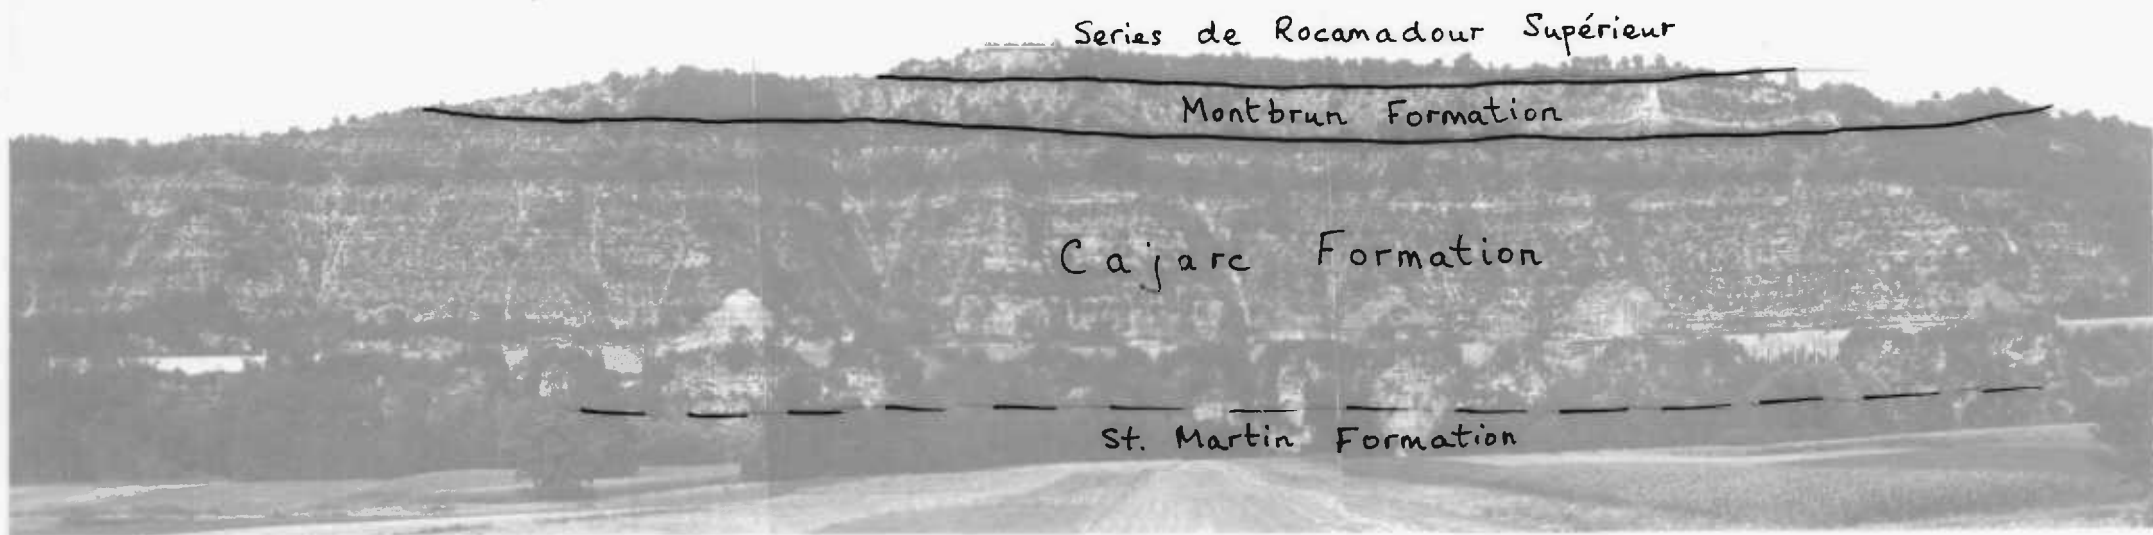 Series de Rocamadour Supérieur
Montbrun Formation
Cajarc Formation
St. Martin Formation